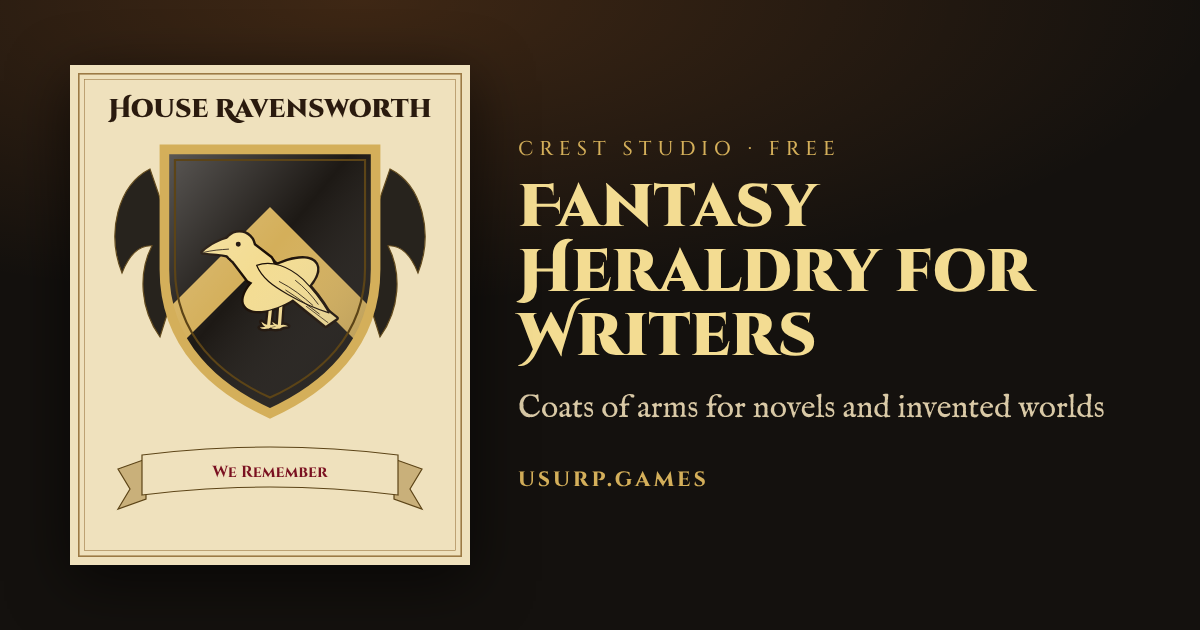 House Ravensworth
We Remember
CREST STUDIO · FREE
Fantasy
Heraldry for
Writers
Coats of arms for novels and invented worlds
USURP.GAMES